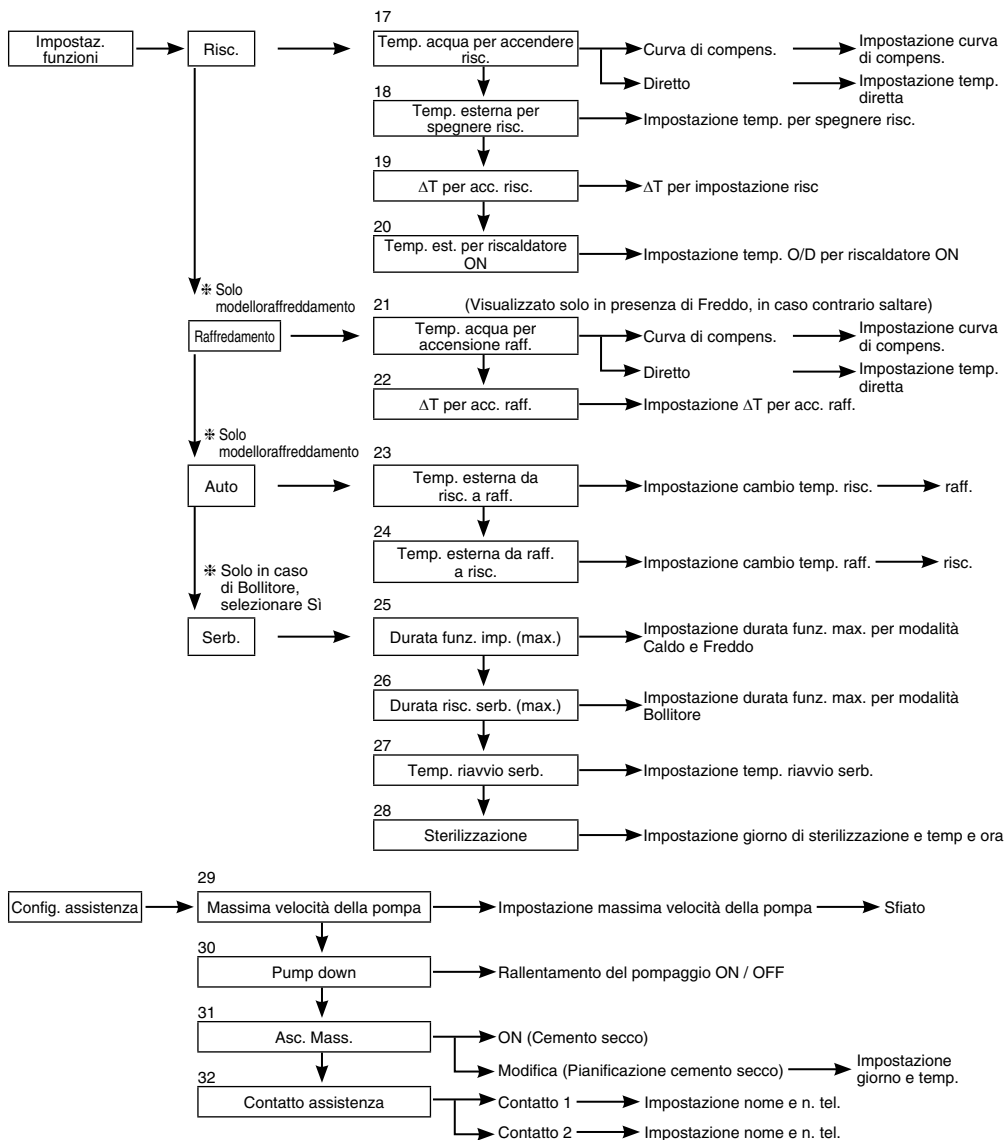 17
Impostaz.
funzioni
Risc.
Temp. acqua per accendere
risc.
Curva di compens.
Impostazione curva
di compens.
Diretto
Impostazione temp.
diretta
18
Temp. esterna per
spegnere risc.
Impostazione temp. per spegnere risc.
19
ΔT per acc. risc.
ΔT per impostazione risc
20
Temp. est. per riscaldatore
ON
Impostazione temp. O/D per riscaldatore ON
❉ Solo
modelloraffreddamento
21
(Visualizzato solo in presenza di Freddo, in caso contrario saltare)
Raffredamento
Temp. acqua per
accensione raff.
Curva di compens.
Impostazione curva
di compens.
Diretto
Impostazione temp.
diretta
22
ΔT per acc. raff.
Impostazione ΔT per acc. raff.
❉ Solo
modelloraffreddamento
23
Auto
Temp. esterna da
risc. a raff.
Impostazione cambio temp. risc.
raff.
24
Temp. esterna da raff.
a risc.
Impostazione cambio temp. raff.
risc.
❉ Solo in caso
di Bollitore,
selezionare Sì
25
Serb.
Durata funz. imp. (max.)
Impostazione durata funz. max. per modalità
Caldo e Freddo
26
Durata risc. serb. (max.)
Impostazione durata funz. max. per modalità
Bollitore
27
Temp. riavvio serb.
Impostazione temp. riavvio serb.
28
Sterilizzazione
Impostazione giorno di sterilizzazione e temp e ora
29
Config. assistenza
Massima velocità della pompa
Impostazione massima velocità della pompa
Sfiato
30
Pump down
Rallentamento del pompaggio ON / OFF
31
Asc. Mass.
ON (Cemento secco)
Modifica (Pianificazione cemento secco)
Impostazione
giorno e temp.
32
Contatto assistenza
Contatto 1
Impostazione nome e n. tel.
Contatto 2
Impostazione nome e n. tel.